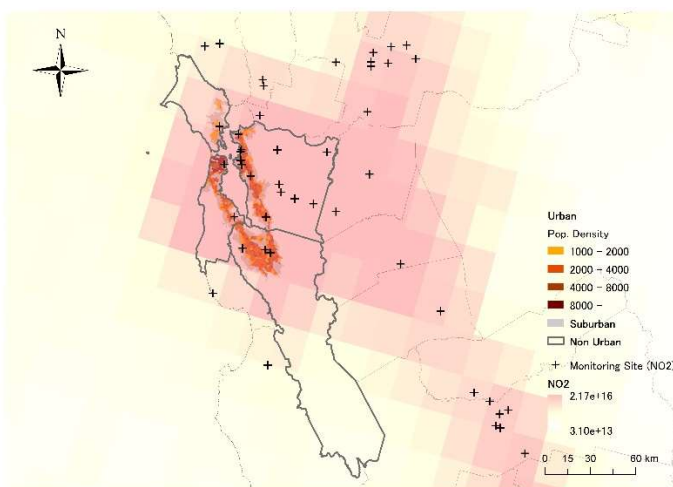 N
Urban
Pop. Density
1000 - 2000
2000 - 4000
4000 - 8000
8000 -
Suburban
Non Urban
Monitoring Site (NO2)
NO2
2.17e+16
3.10e+13
0 15 30 60 km